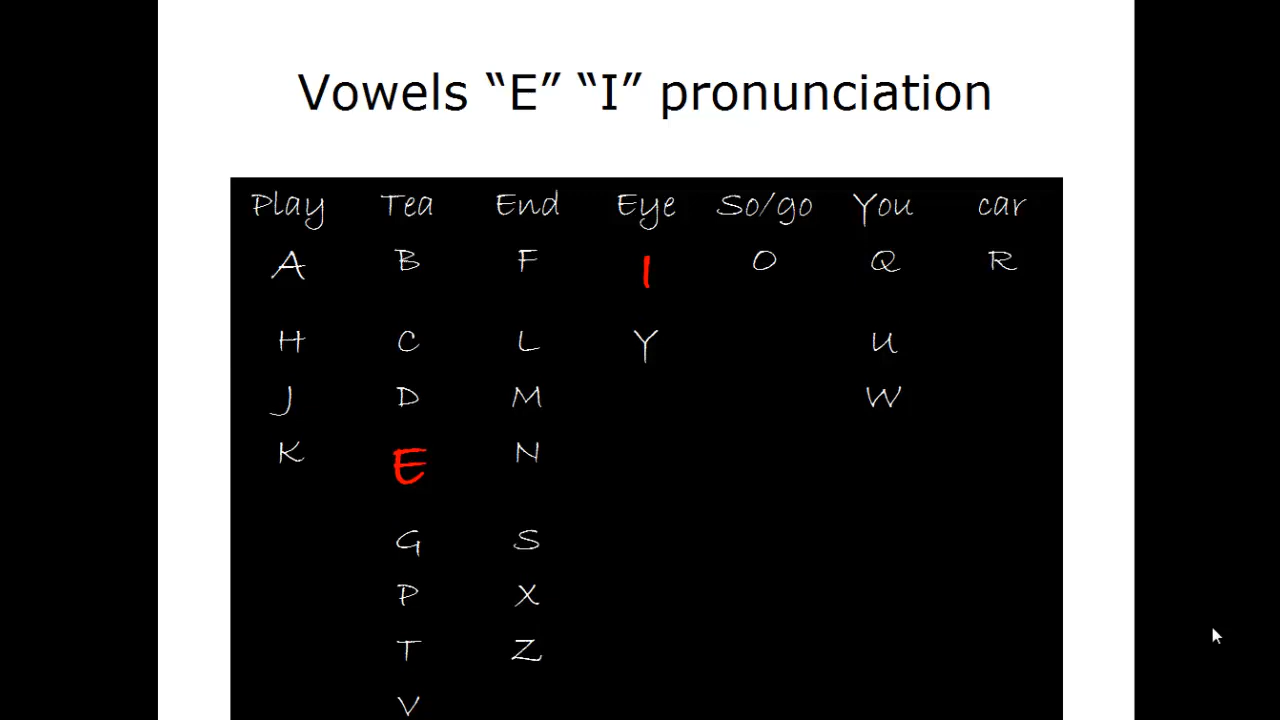 Vowels “E” “I” pronunciation
Play Tea End Eye So/go You car
A B F I O Q R
H C L Y U
J D M W
K E N
G S
P X
T Z
V